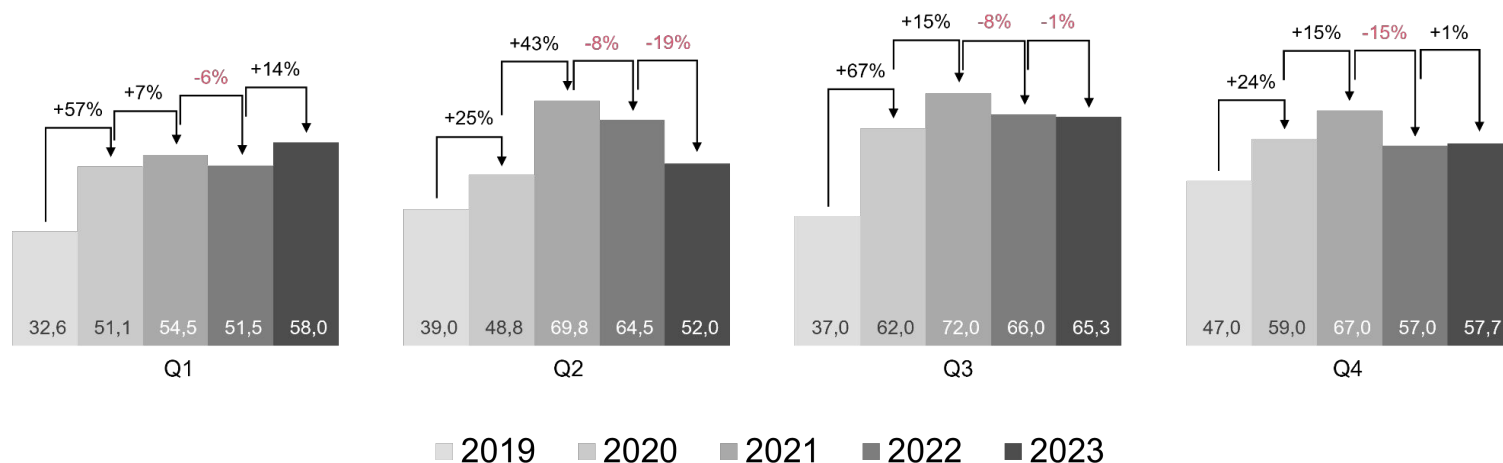 +57% +7% -6% +14%
32,6 51,1 54,5 51,5 58,0
Q1
+25% +43% -8% -19%
39,0 48,8 69,8 64,5 52,0
Q2
+67% +15% -8% -1%
37,0 62,0 72,0 66,0 65,3
Q3
+24% +15% -15% +1%
47,0 59,0 67,0 57,0 57,7
Q4
2019 2020 2021 2022 2023